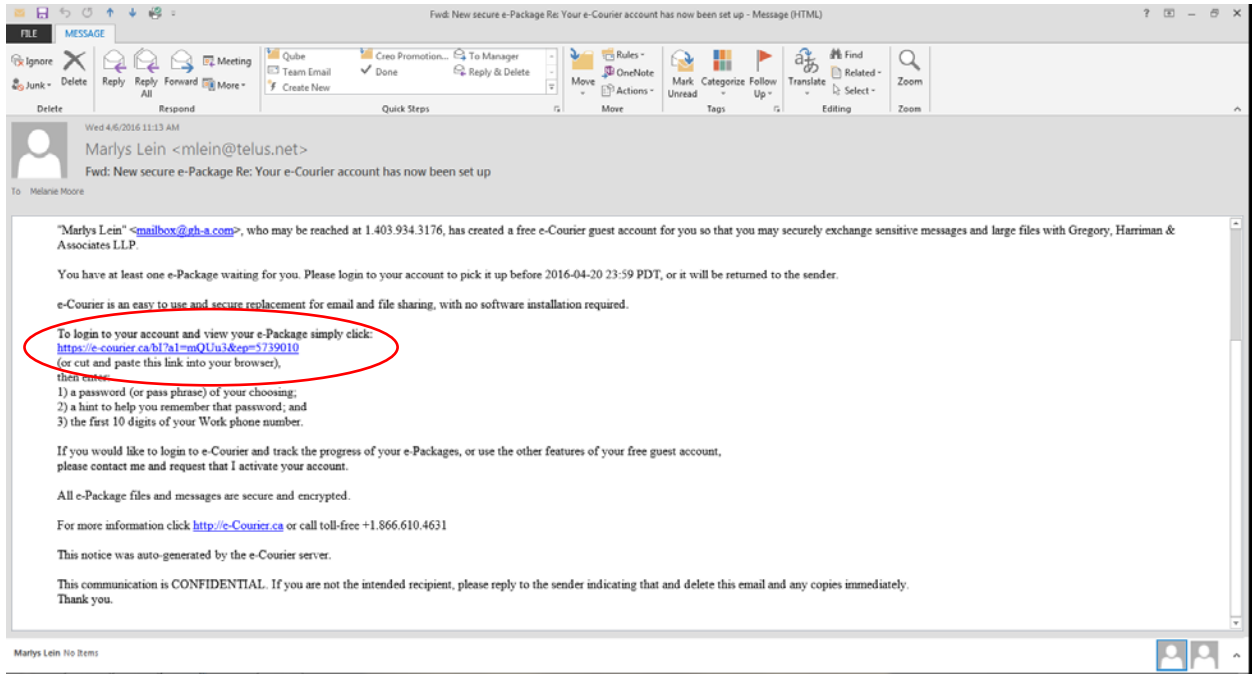 Fwd: New secure e-Package Re: Your e-Courier account has now been set up - Message (HTML)
FILE MESSAGE
Ignore
Junk
Delete
Reply
Reply All
Forward
Meeting
More
Qube
Team Email
Create New
Creo Promotion...
Done
To Manager
Reply & Delete
Move
Rules
OneNote
Actions
Mark Unread
Categorize
Follow Up
Translate
Find
Related
Select
Zoom
Delete Respond Quick Steps Move Tags Editing Zoom
Wed 4/6/2016 11:13 AM
Marlys Lein <mlein@telus.net>
Fwd: New secure e-Package Re: Your e-Courier account has now been set up
To Melanie Moore
"Marlys Lein" <mailbox@gh-a.com>, who may be reached at 1.403.934.3176, has created a free e-Courier guest account for you so that you may securely exchange sensitive messages and large files with Gregory, Harriman &
Associates LLP.
You have at least one e-Package waiting for you. Please login to your account to pick it up before 2016-04-20 23:59 PDT, or it will be returned to the sender.
e-Courier is an easy to use and secure replacement for email and file sharing, with no software installation required.
To login to your account and view your e-Package simply click:
https://e-courier.ca/bI?a1=mQUu3&ep=5739010
(or cut and paste this link into your browser),
then enter:
1) a password (or pass phrase) of your choosing;
2) a hint to help you remember that password; and
3) the first 10 digits of your Work phone number.
If you would like to login to e-Courier and track the progress of your e-Packages, or use the other features of your free guest account,
please contact me and request that I activate your account.
All e-Package files and messages are secure and encrypted.
For more information click http://e-Courier.ca or call toll-free +1.866.610.4631
This notice was auto-generated by the e-Courier server.
This communication is CONFIDENTIAL. If you are not the intended recipient, please reply to the sender indicating that and delete this email and any copies immediately.
Thank you.
Marlys Lein No Items